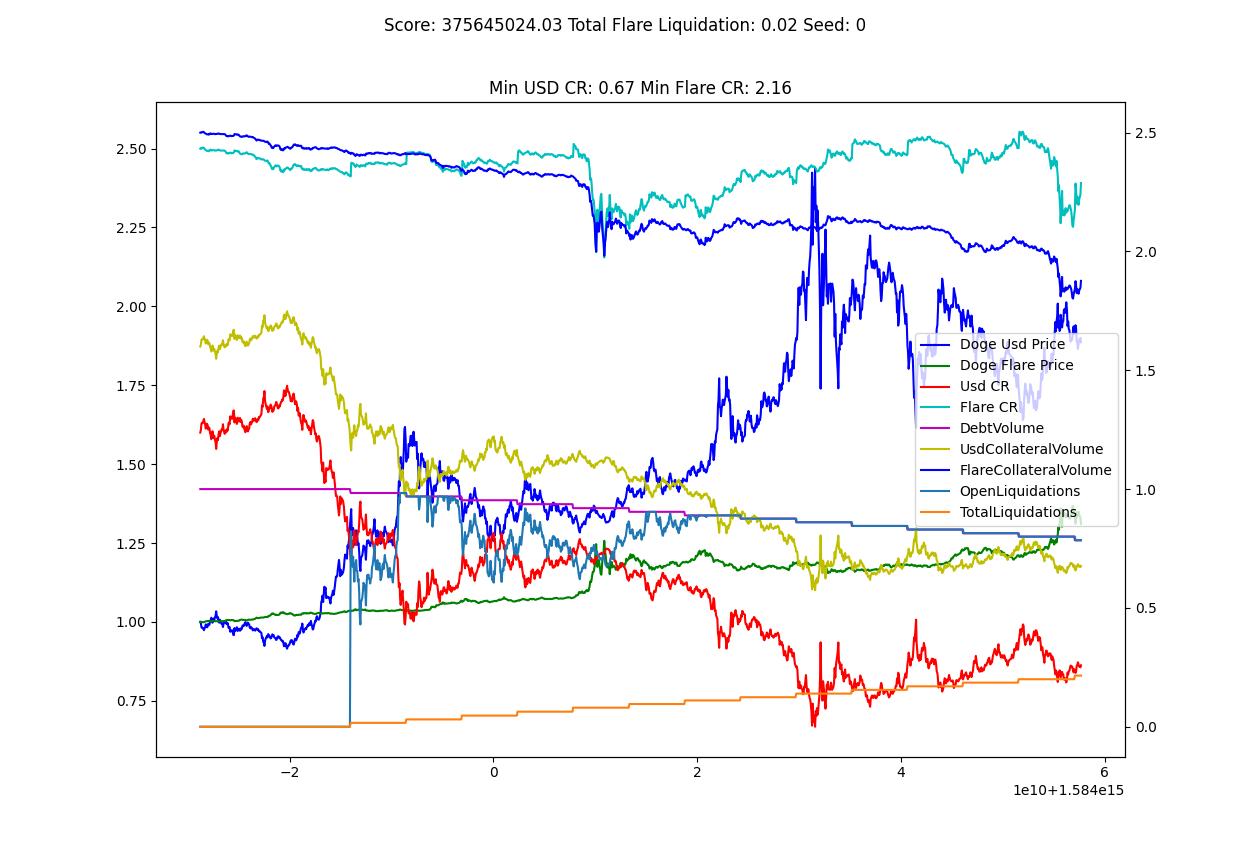 Score: 375645024.03 Total Flare Liquidation: 0.02 Seed: 0
Min USD CR: 0.67 Min Flare CR: 2.16
2.50
2.25
2.00
1.75
1.50
1.25
1.00
0.75
2.5
2.0
1.5
1.0
0.5
0.0
Doge Usd Price
Doge Flare Price
Usd CR
Flare CR
DebtVolume
UsdCollateralVolume
FlareCollateralVolume
OpenLiquidations
TotalLiquidations
−2 0 2 4 6
1e10+1.584e15